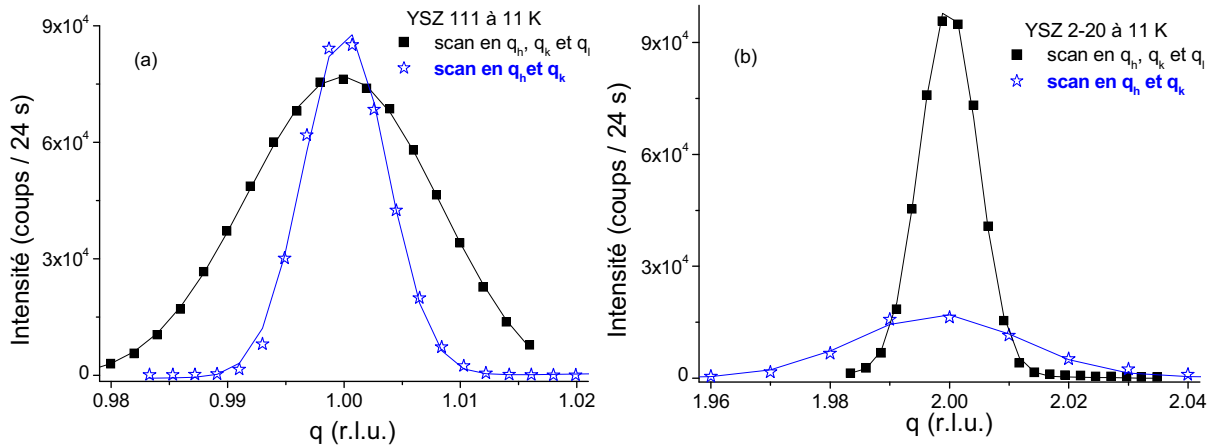 YSZ 111 à 11 K
(a)
scan en q_h, q_k et q_l
scan en q_h et q_k
9x10^4
6x10^4
3x10^4
0
Intensité (coups / 24 s)
0.98 0.99 1.00 1.01 1.02
q (r.l.u.)
YSZ 2-20 à 11 K
(b)
scan en q_h, q_k et q_l
scan en q_h et q_k
9x10^4
6x10^4
3x10^4
0
Intensité (coups / 24 s)
1.96 1.98 2.00 2.02 2.04
q (r.l.u.)